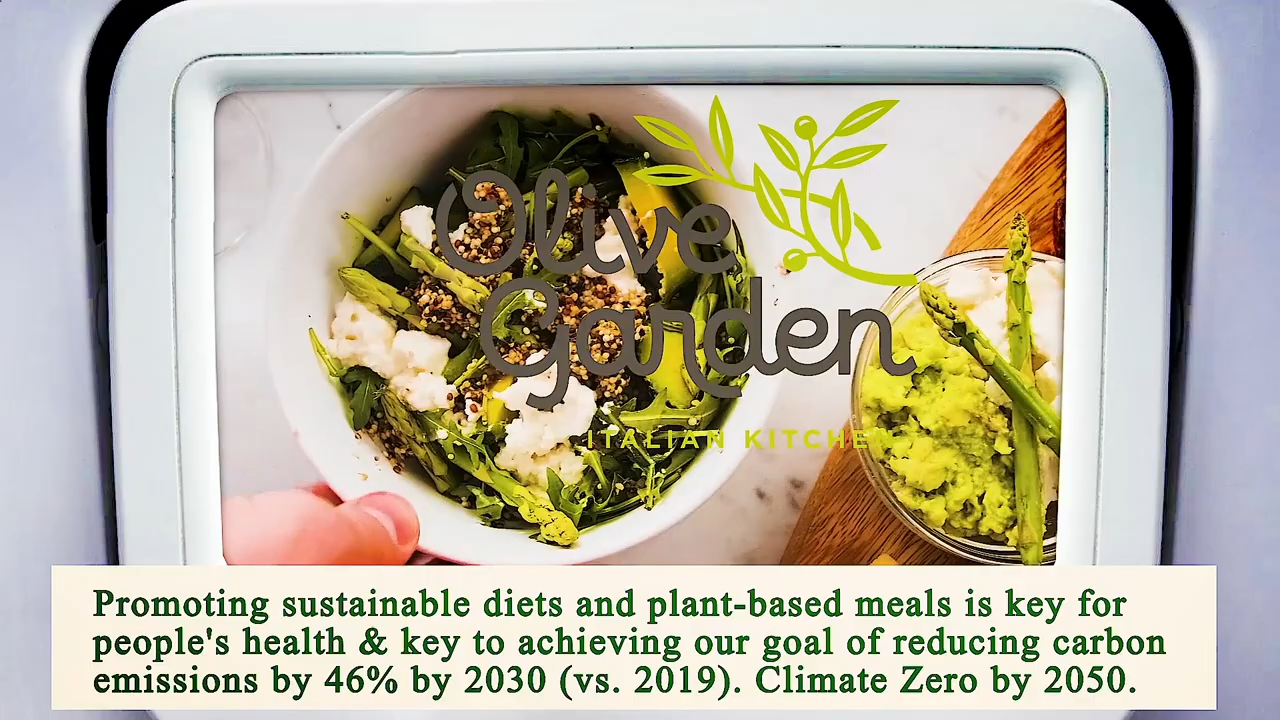 Olive
Garden
ITALIAN KITCHEN
Promoting sustainable diets and plant-based meals is key for
people's health & key to achieving our goal of reducing carbon
emissions by 46% by 2030 (vs. 2019). Climate Zero by 2050.